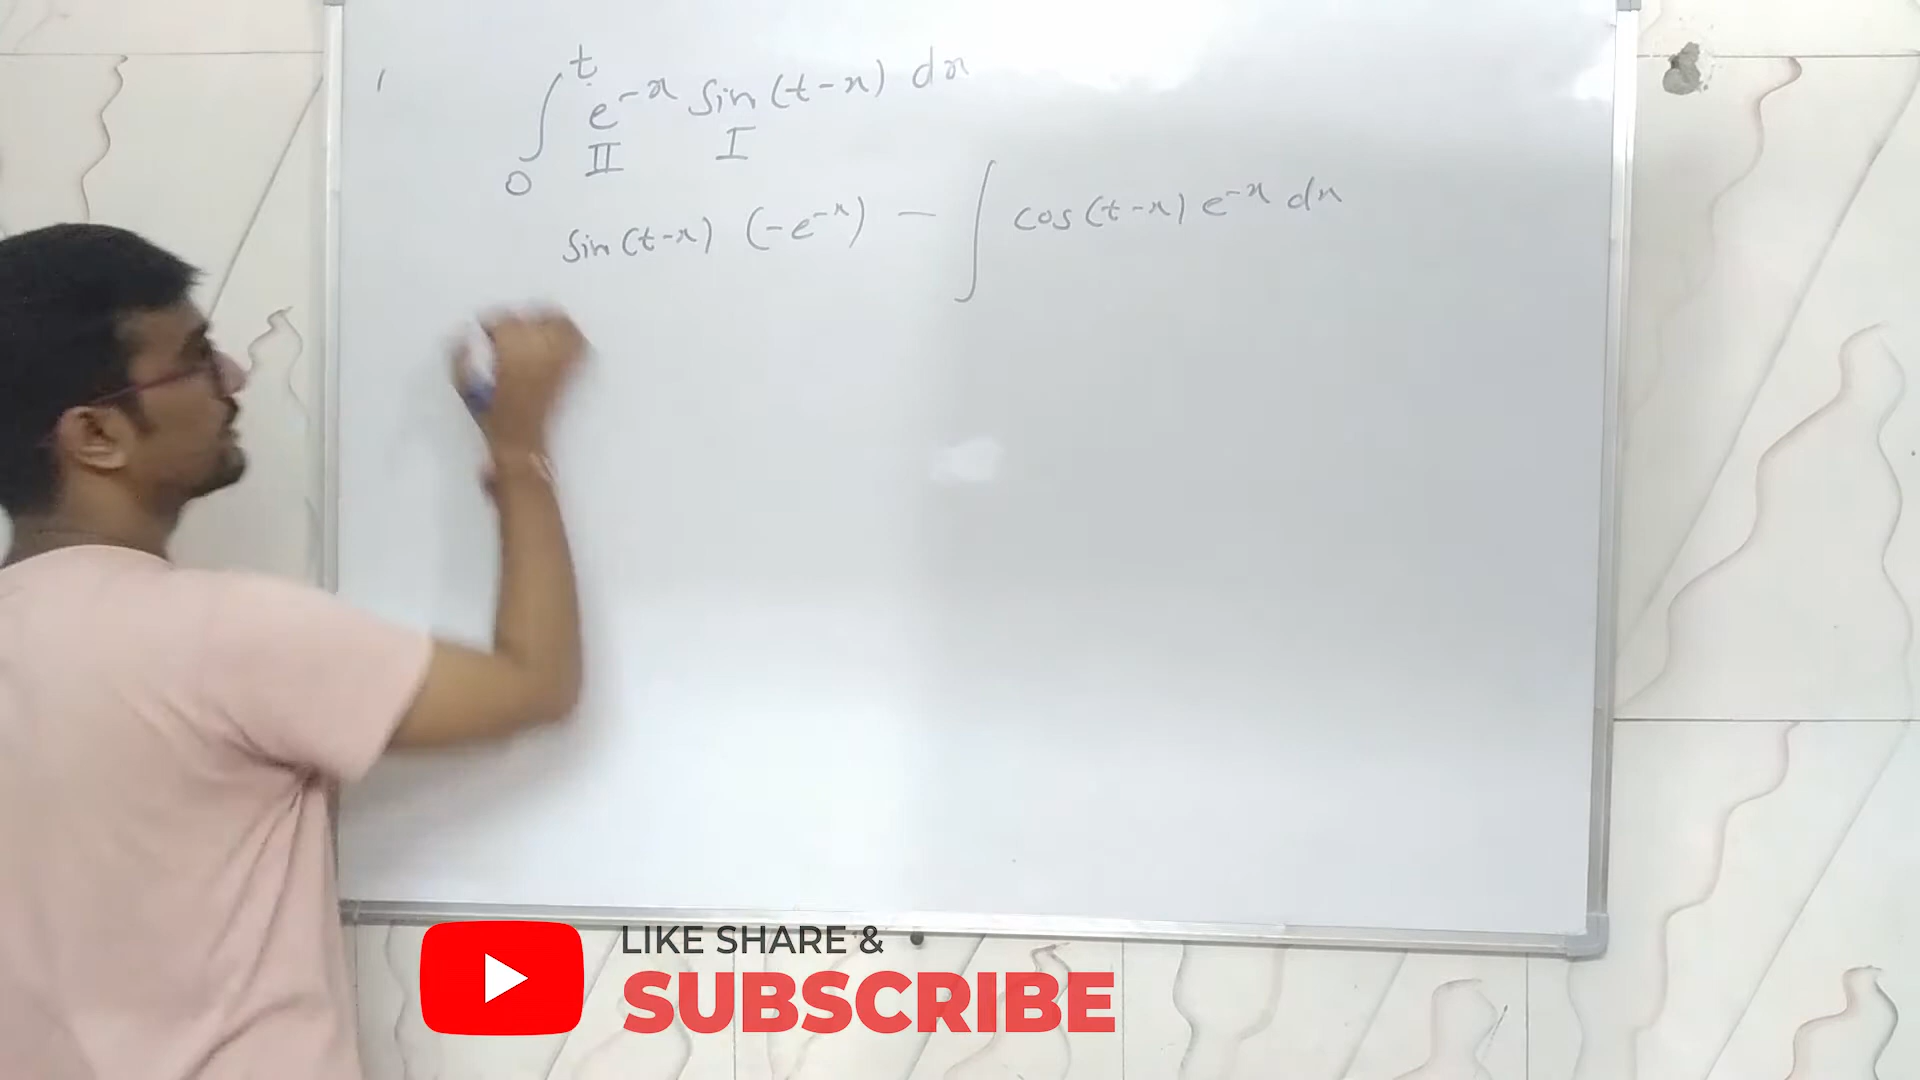 ∫₀ᵗ e⁻ˣ sin(t-x) dx
II I
sin(t-x) (-e⁻ˣ) - ∫ cos(t-x) e⁻ˣ dx
LIKE SHARE &
SUBSCRIBE